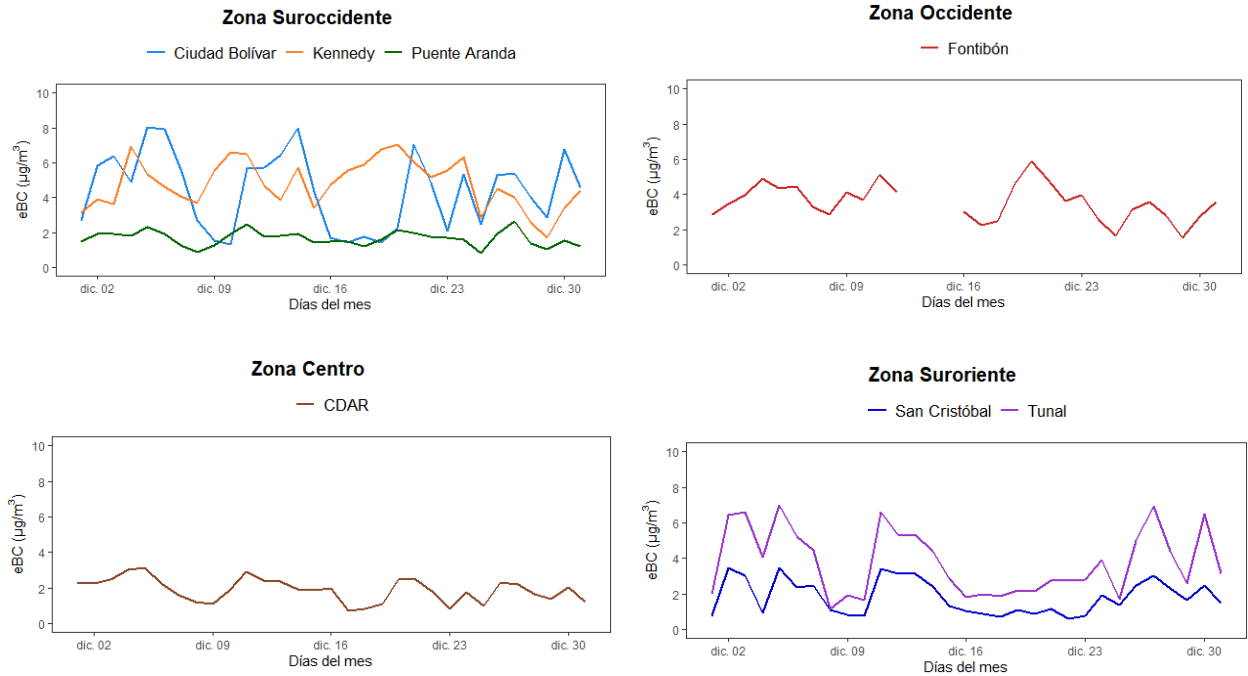 Zona Suroccidente
Ciudad Bolívar Kennedy Puente Aranda
eBC (µg/m³)
10
8
6
4
2
0
dic. 02 dic. 09 dic. 16 dic. 23 dic. 30
Días del mes
Zona Occidente
Fontibón
eBC (µg/m³)
10
8
6
4
2
0
dic. 02 dic. 09 dic. 16 dic. 23 dic. 30
Días del mes
Zona Centro
CDAR
eBC (µg/m³)
10
8
6
4
2
0
dic. 02 dic. 09 dic. 16 dic. 23 dic. 30
Días del mes
Zona Suroriente
San Cristóbal Tunal
eBC (µg/m³)
10
8
6
4
2
0
dic. 02 dic. 09 dic. 16 dic. 23 dic. 30
Días del mes